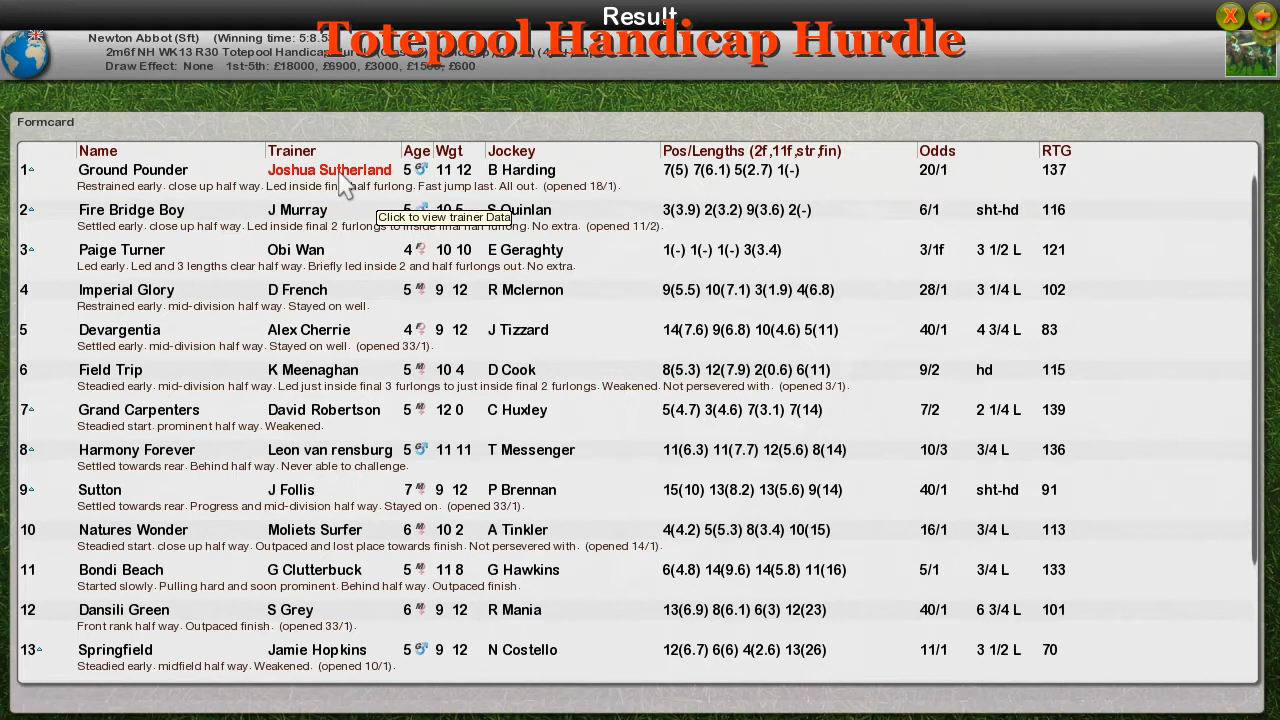 Result
Totepool Handicap Hurdle
Newton Abbot (Sft) (Winning time: 5:8.5
2m6f NH WK13 R30 Totepool Handicap
Draw Effect: None 1st-5th: £18000, £6900, £3000, £1500, £600
Formcard
Name Trainer Age Wgt Jockey Pos/Lengths (2f,11f,str,fin) Odds RTG
1 Ground Pounder Joshua Sutherland 5 11 12 B Harding 7(5) 7(6.1) 5(2.7) 1(-) 20/1 137
Restrained early. close up half way. Led inside final half furlong. Fast jump last. All out. (opened 18/1).
2 Fire Bridge Boy J Murray 5 10 5 S Quinlan 3(3.9) 2(3.2) 9(3.6) 2(-) 6/1 sht-hd 116
Click to view trainer Data
Settled early. close up half way. Led inside final 2 furlongs to inside final half furlong. No extra. (opened 11/2).
3 Paige Turner Obi Wan 4 10 10 E Geraghty 1(-) 1(-) 1(-) 3(3.4) 3/1f 3 1/2 L 121
Led early. Led and 3 lengths clear half way. Briefly led inside 2 and half furlongs out. No extra.
4 Imperial Glory D French 5 9 12 R Mclernon 9(5.5) 10(7.1) 3(1.9) 4(6.8) 28/1 3 1/4 L 102
Restrained early. mid-division half way. Stayed on well.
5 Devargentia Alex Cherrie 4 9 12 J Tizzard 14(7.6) 9(6.8) 10(4.6) 5(11) 40/1 4 3/4 L 83
Settled early. mid-division half way. Stayed on well. (opened 33/1).
6 Field Trip K Meenaghan 5 10 4 D Cook 8(5.3) 12(7.9) 2(0.6) 6(11) 9/2 hd 115
Steadied early. mid-division half way. Led just inside final 3 furlongs to just inside final 2 furlongs. Weakened. Not persevered with. (opened 3/1).
7 Grand Carpenters David Robertson 5 12 0 C Huxley 5(4.7) 3(4.6) 7(3.1) 7(14) 7/2 2 1/4 L 139
Steadied start. prominent half way. Weakened.
8 Harmony Forever Leon van rensburg 5 11 11 T Messenger 11(6.3) 11(7.7) 12(5.6) 8(14) 10/3 3/4 L 136
Settled towards rear. Behind half way. Never able to challenge.
9 Sutton J Follis 7 9 12 P Brennan 15(10) 13(8.2) 13(5.6) 9(14) 40/1 sht-hd 91
Settled towards rear. Progress and mid-division half way. Stayed on. (opened 33/1).
10 Natures Wonder Moliets Surfer 6 10 2 A Tinkler 4(4.2) 5(5.3) 8(3.4) 10(15) 16/1 3/4 L 113
Steadied start. close up half way. Outpaced and lost place towards finish. Not persevered with. (opened 14/1).
11 Bondi Beach G Clutterbuck 5 11 8 G Hawkins 6(4.8) 14(9.6) 14(5.8) 11(16) 5/1 3/4 L 133
Started slowly. Pulling hard and soon prominent. Behind half way. Outpaced finish.
12 Dansili Green S Grey 6 9 12 R Mania 13(6.9) 8(6.1) 6(3) 12(23) 40/1 6 3/4 L 101
Front rank half way. Outpaced finish. (opened 33/1).
13 Springfield Jamie Hopkins 5 9 12 N Costello 12(6.7) 6(6) 4(2.6) 13(26) 11/1 3 1/2 L 70
Steadied early. midfield half way. Weakened. (opened 10/1).